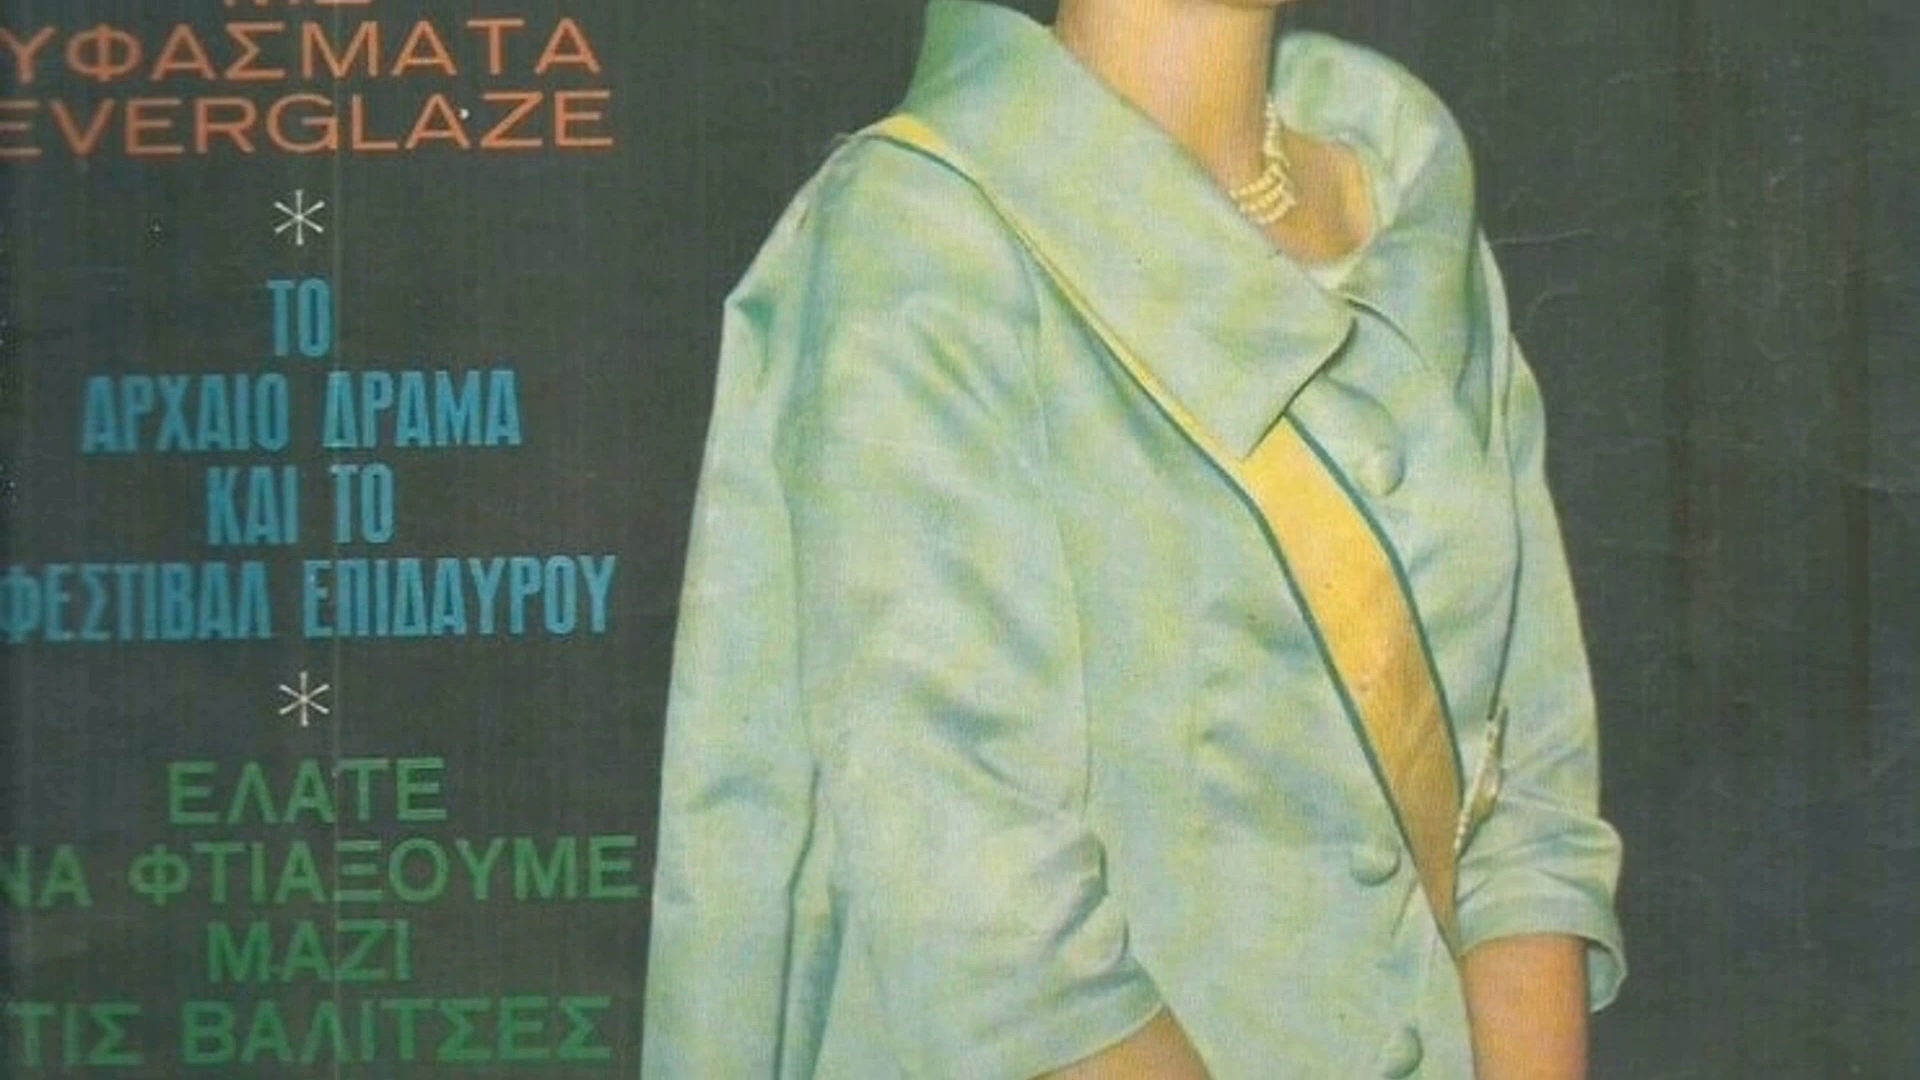 ΥΦΑΣΜΑΤΑ
EVERGLAZE
ΤΟ
ΑΡΧΑΙΟ ΔΡΑΜΑ
ΚΑΙ ΤΟ
ΦΕΣΤΙΒΑΛ ΕΠΙΔΑΥΡΟΥ
ΕΛΑΤΕ
ΝΑ ΦΤΙΑΞΟΥΜΕ
ΜΑΖΙ
ΤΙΣ ΒΑΛΙΤΣΕΣ